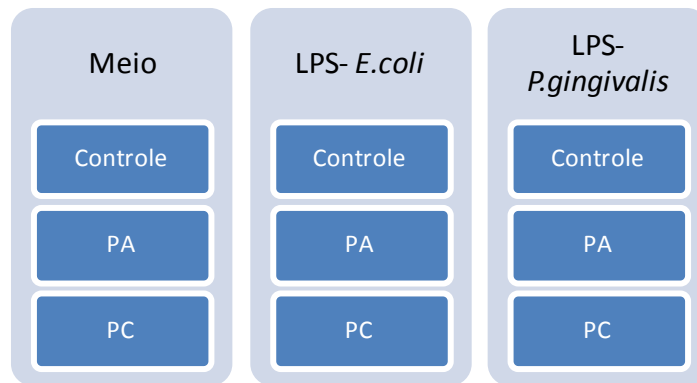 Meio
Controle
PA
PC
LPS- E.coli
Controle
PA
PC
LPS-
P.gingivalis
Controle
PA
PC